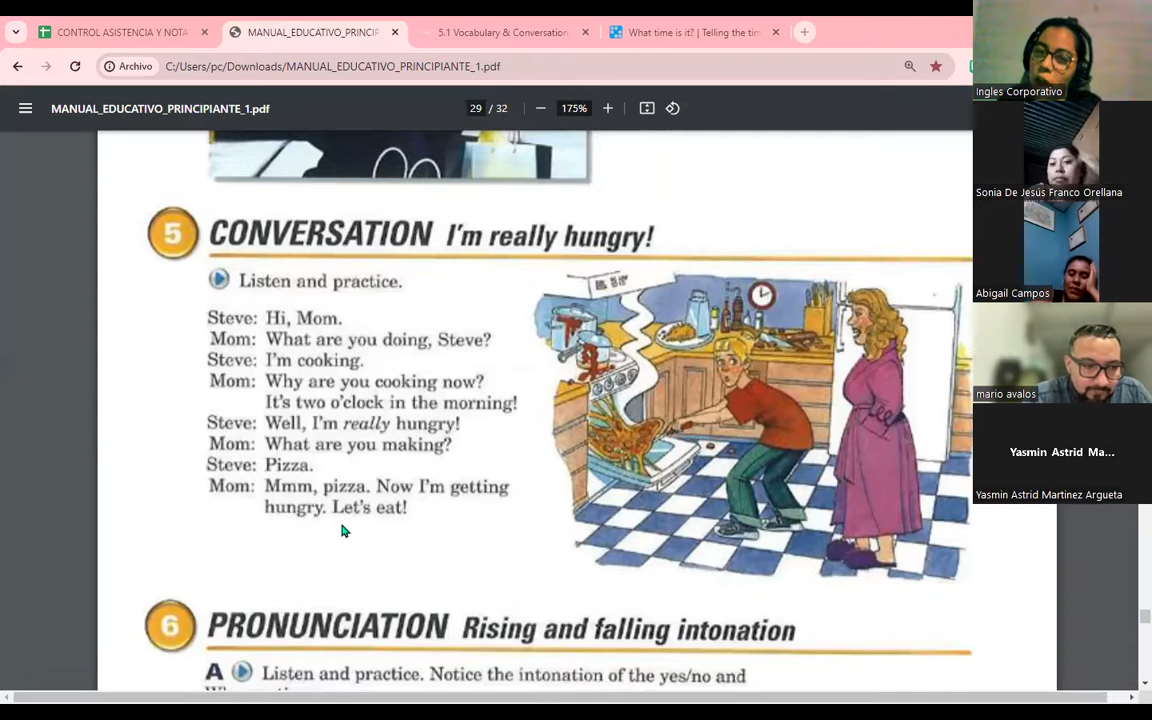 CONTROL ASISTENCIA Y NOTA
MANUAL_EDUCATIVO_PRINCIP
5.1 Vocabulary & Conversation
What time is it? | Telling the tim
Archivo
C:/Users/pc/Downloads/MANUAL_EDUCATIVO_PRINCIPIANTE_1.pdf
MANUAL_EDUCATIVO_PRINCIPIANTE_1.pdf
29 / 32
175%
5 CONVERSATION I'm really hungry!
Listen and practice.
Steve: Hi, Mom.
Mom: What are you doing, Steve?
Steve: I'm cooking.
Mom: Why are you cooking now?
It's two o'clock in the morning!
Steve: Well, I'm really hungry!
Mom: What are you making?
Steve: Pizza.
Mom: Mmm, pizza. Now I'm getting
hungry. Let's eat!
6 PRONUNCIATION Rising and falling intonation
A Listen and practice. Notice the intonation of the yes/no and
Ingles Corporativo
Sonia De Jesús Franco Orellana
Abigail Campos
mario avalos
Yasmin Astrid Ma...
Yasmin Astrid Martinez Argueta